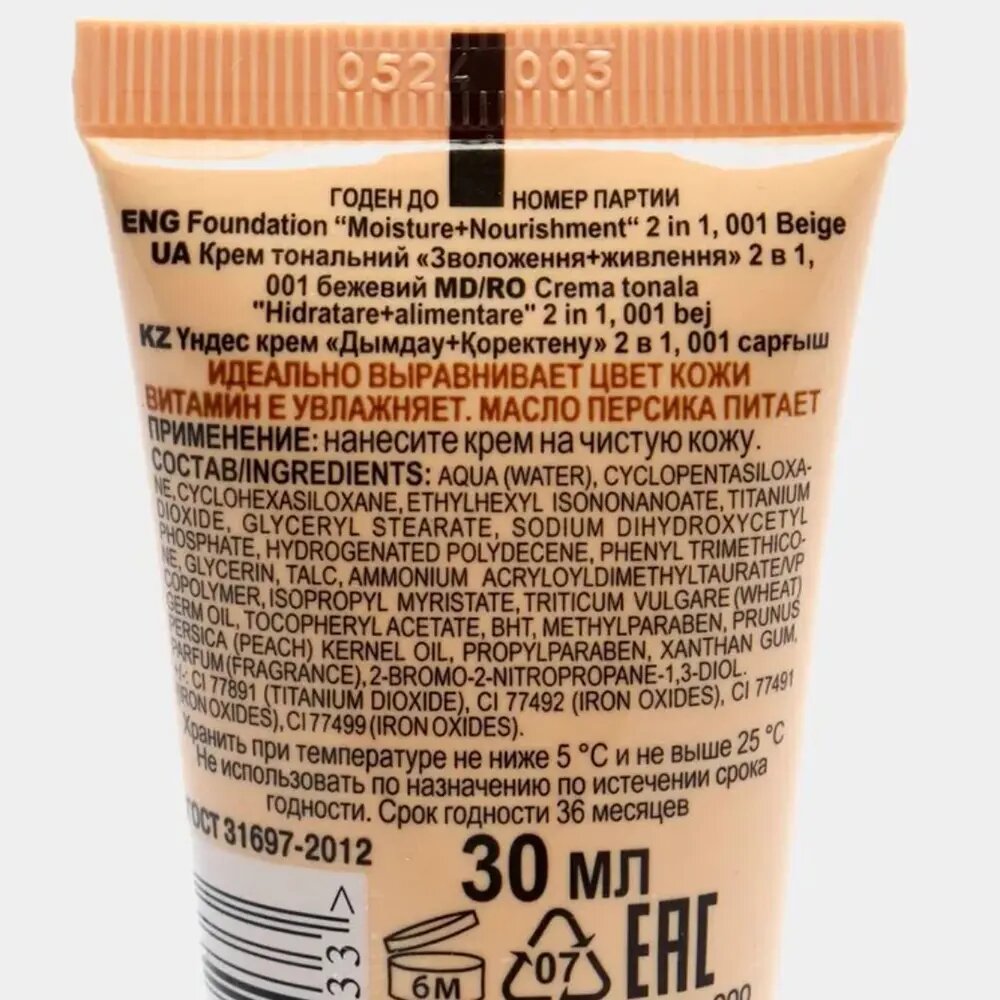 0524 003
ГОДЕН ДО НОМЕР ПАРТИИ
ENG Foundation “Moisture+Nourishment“ 2 in 1, 001 Beige
UA Крем тональний «Зволоження+живлення» 2 в 1,
001 бежевий MD/RO Crema tonala
"Hidratare+alimentare" 2 in 1, 001 bej
KZ Үндес крем «Дымдау+Қоректену» 2 в 1, 001 сарғыш
ИДЕАЛЬНО ВЫРАВНИВАЕТ ЦВЕТ КОЖИ
ВИТАМИН Е УВЛАЖНЯЕТ. МАСЛО ПЕРСИКА ПИТАЕТ
ПРИМЕНЕНИЕ: нанесите крем на чистую кожу.
СОСТАВ/INGREDIENTS: AQUA (WATER), CYCLOPENTASILOXA-
NE, CYCLOHEXASILOXANE, ETHYLHEXYL ISONONANOATE, TITANIUM
DIOXIDE, GLYCERYL STEARATE, SODIUM DIHYDROXYCETYL
PHOSPHATE, HYDROGENATED POLYDECENE, PHENYL TRIMETHICO-
NE, GLYCERIN, TALC, AMMONIUM ACRYLOYLDIMETHYLTAURATE/VP
COPOLYMER, ISOPROPYL MYRISTATE, TRITICUM VULGARE (WHEAT)
GERM OIL, TOCOPHERYL ACETATE, BHT, METHYLPARABEN, PRUNUS
PERSICA (PEACH) KERNEL OIL, PROPYLPARABEN, XANTHAN GUM,
PARFUM (FRAGRANCE), 2-BROMO-2-NITROPROPANE-1,3-DIOL.
+/-: CI 77891 (TITANIUM DIOXIDE), CI 77492 (IRON OXIDES), CI 77491
(IRON OXIDES), CI 77499 (IRON OXIDES).
Хранить при температуре не ниже 5 °C и не выше 25 °C
Не использовать по назначению по истечении срока
годности. Срок годности 36 месяцев
ГОСТ 31697-2012
30 МЛ
33 >
6М
07
EAC